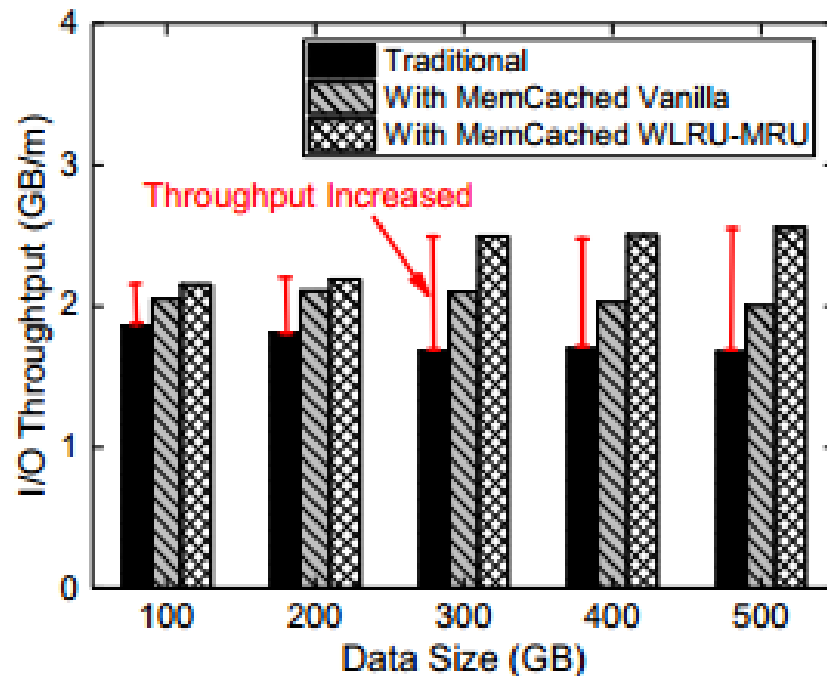 4
Traditional
With MemCached Vanilla
With MemCached WLRU-MRU
3
Throughput Increased
2
1
0
I/O Throughtput (GB/m)
100 200 300 400 500
Data Size (GB)